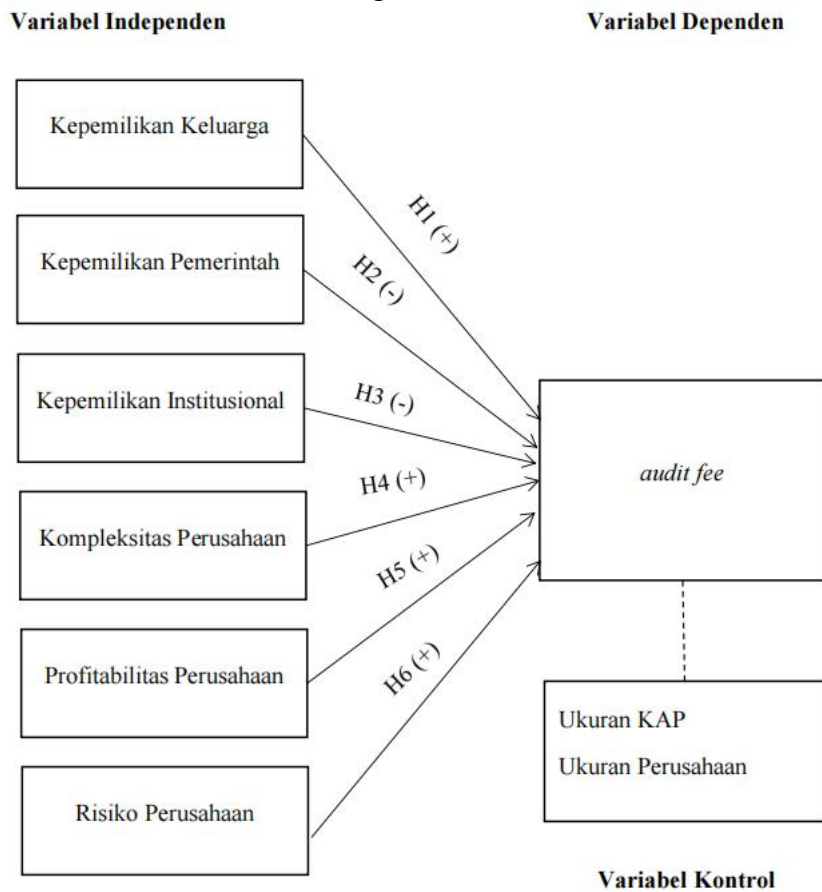 Variabel Independen
Variabel Dependen
Kepemilikan Keluarga
H1 (+)
Kepemilikan Pemerintah
H2 (-)
Kepemilikan Institusional
H3 (-)
audit fee
H4 (+)
Kompleksitas Perusahaan
H5 (+)
Profitabilitas Perusahaan
H6 (+)
Ukuran KAP
Ukuran Perusahaan
Risiko Perusahaan
Variabel Kontrol